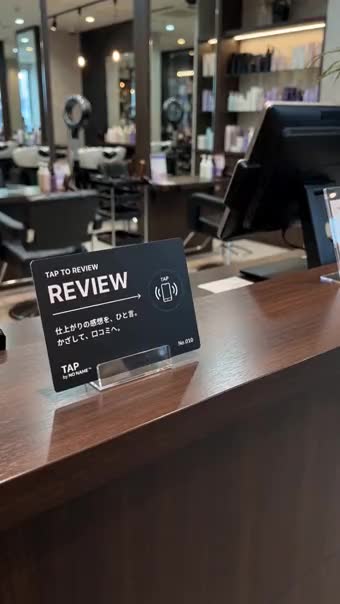 TAP TO REVIEW
REVIEW
TAP
仕上がりの感想を、ひと言。
かざして、口コミへ。
TAP
by NO NAME™
No.010